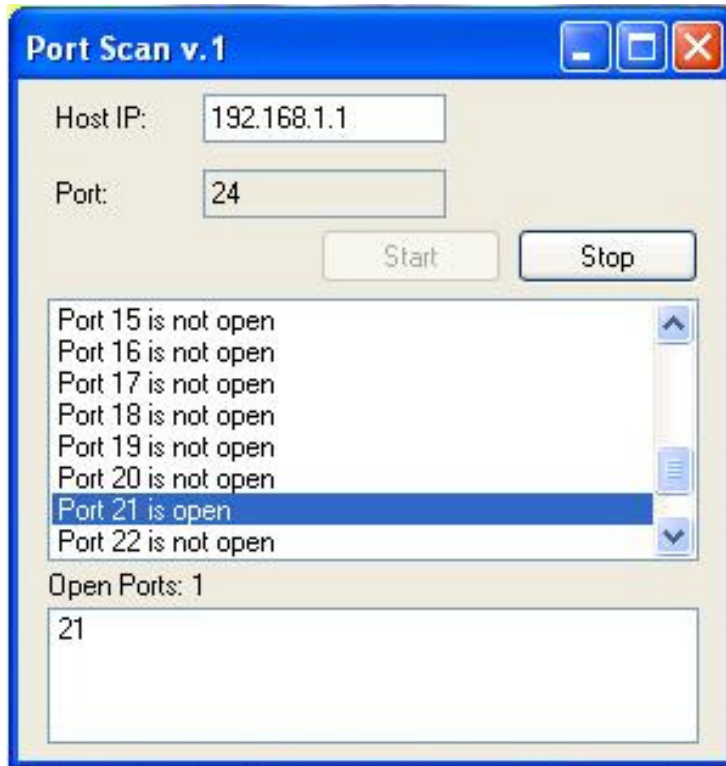 Port Scan v.1
Host IP: 192.168.1.1
Port: 24
Start Stop
Port 15 is not open
Port 16 is not open
Port 17 is not open
Port 18 is not open
Port 19 is not open
Port 20 is not open
Port 21 is open
Port 22 is not open
Open Ports: 1
21